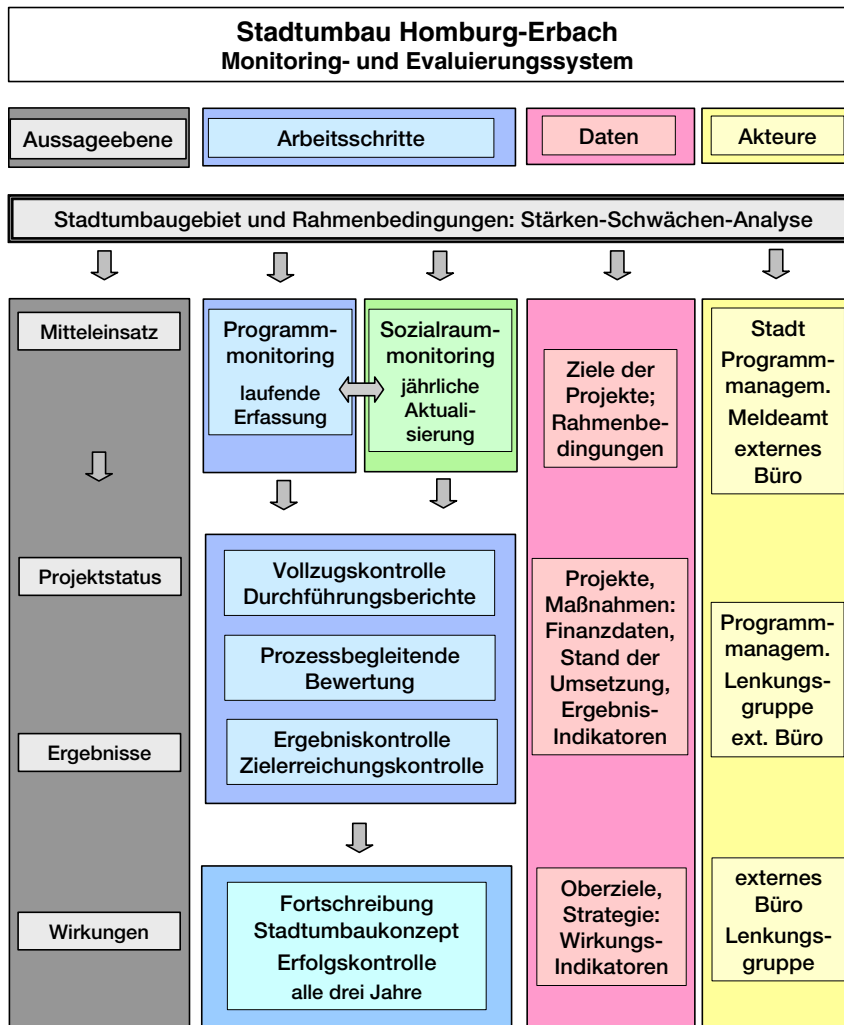 Stadtumbau Homburg-Erbach
Monitoring- und Evaluierungssystem
Aussageebene
Arbeitsschritte
Daten
Akteure
Stadtumbaugebiet und Rahmenbedingungen: Stärken-Schwächen-Analyse
Mitteleinsatz
Programm-
monitoring
laufende
Erfassung
Sozialraum-
monitoring
jährliche
Aktuali-
sierung
Ziele der
Projekte;
Rahmenbe-
dingungen
Stadt
Programm-
managem.
Meldeamt
externes
Büro
Projektstatus
Vollzugskontrolle
Durchführungsberichte
Prozessbegleitende
Bewertung
Ergebnisse
Ergebniskontrolle
Zielerreichungskontrolle
Projekte,
Maßnahmen:
Finanzdaten,
Stand der
Umsetzung,
Ergebnis-
Indikatoren
Programm-
managem.
Lenkungs-
gruppe
ext. Büro
Wirkungen
Fortschreibung
Stadtumbaukonzept
Erfolgskontrolle
alle drei Jahre
Oberziele,
Strategie:
Wirkungs-
Indikatoren
externes
Büro
Lenkungs-
gruppe